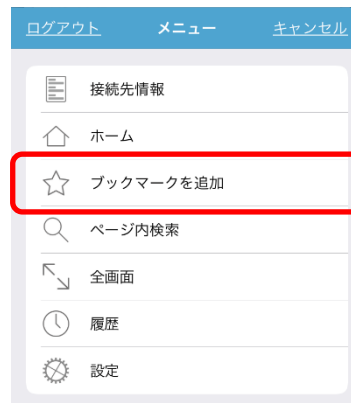 ログアウト メニュー キャンセル
接続先情報
ホーム
ブックマークを追加
ページ内検索
全画面
履歴
設定